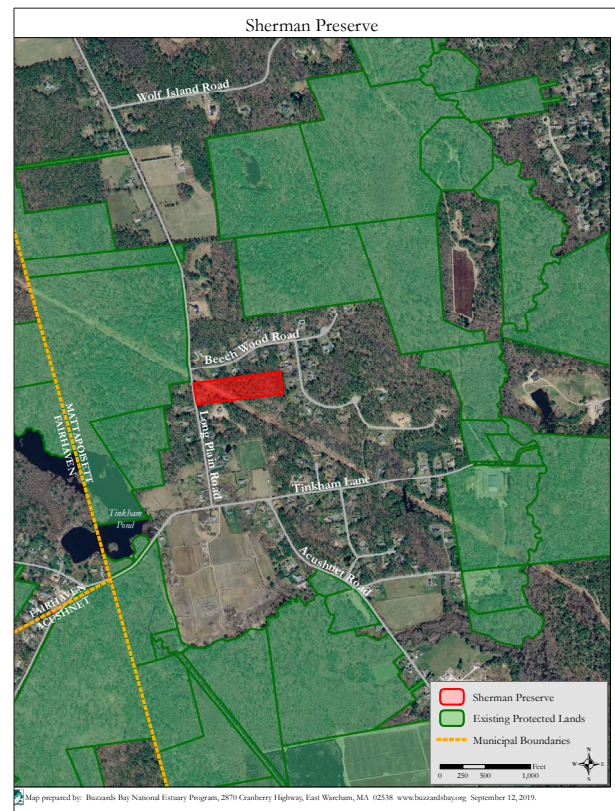 Sherman Preserve
Wolf Island Road
Beech Wood Road
MATTAPOISETT
FAIRHAVEN
Long Plain Road
Tinkham Lane
Tinkham
Pond
Acushnet Road
FAIRHAVEN
ACUSHNET
Sherman Preserve
Existing Protected Lands
Municipal Boundaries
Feet
0 250 500 1,000
N
W E
S
Map prepared by: Buzzards Bay National Estuary Program, 2870 Cranberry Highway, East Wareham, MA 02538 www.buzzardsbay.org September 12, 2019.